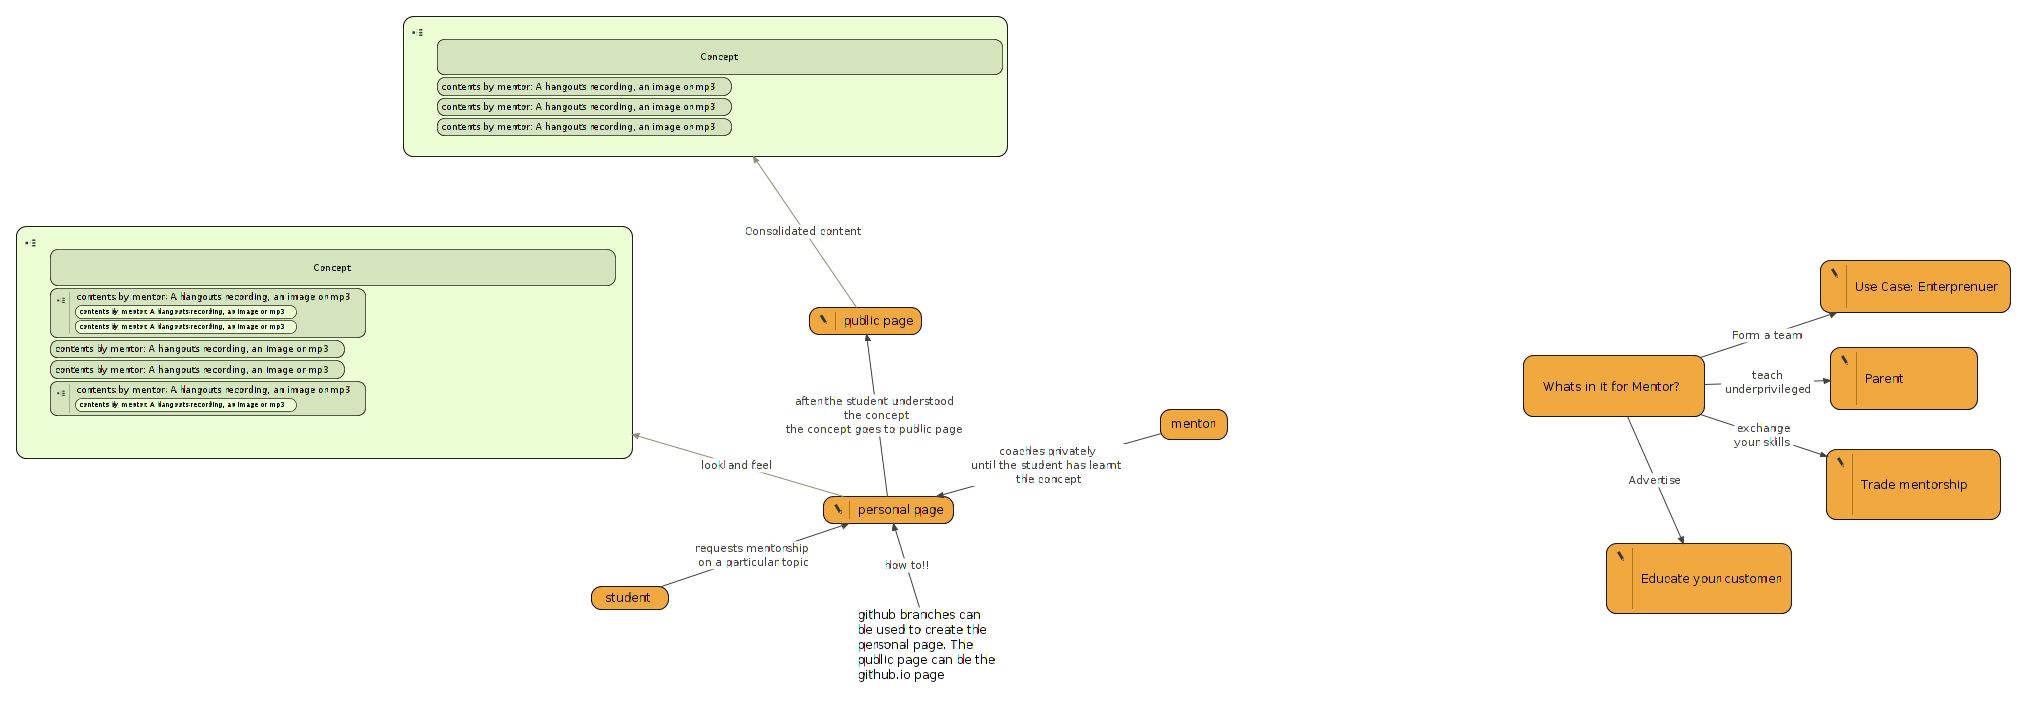 Concept
contents by mentor: A hangouts recording, an image or mp3
contents by mentor: A hangouts recording, an image or mp3
contents by mentor: A hangouts recording, an image or mp3
Consolidated content
Concept
contents by mentor: A hangouts recording, an image or mp3
contents by mentor: A hangouts recording, an image or mp3
contents by mentor: A hangouts recording, an image or mp3
contents by mentor: A hangouts recording, an image or mp3
contents by mentor: A hangouts recording, an image or mp3
contents by mentor: A hangouts recording, an image or mp3
contents by mentor: A hangouts recording, an image or mp3
public page
after the student understood
the concept
the concept goes to public page
look and feel
mentor
coaches privately
until the student has learnt
the concept
personal page
requests mentorship
on a particular topic
student
how to!!
github branches can
be used to create the
personal page. The
public page can be the
github.io page
Whats in it for Mentor?
Form a team
Use Case: Enterprenuer
teach
underprivileged
Parent
exchange
your skills
Trade mentorship
Advertise
Educate your customer